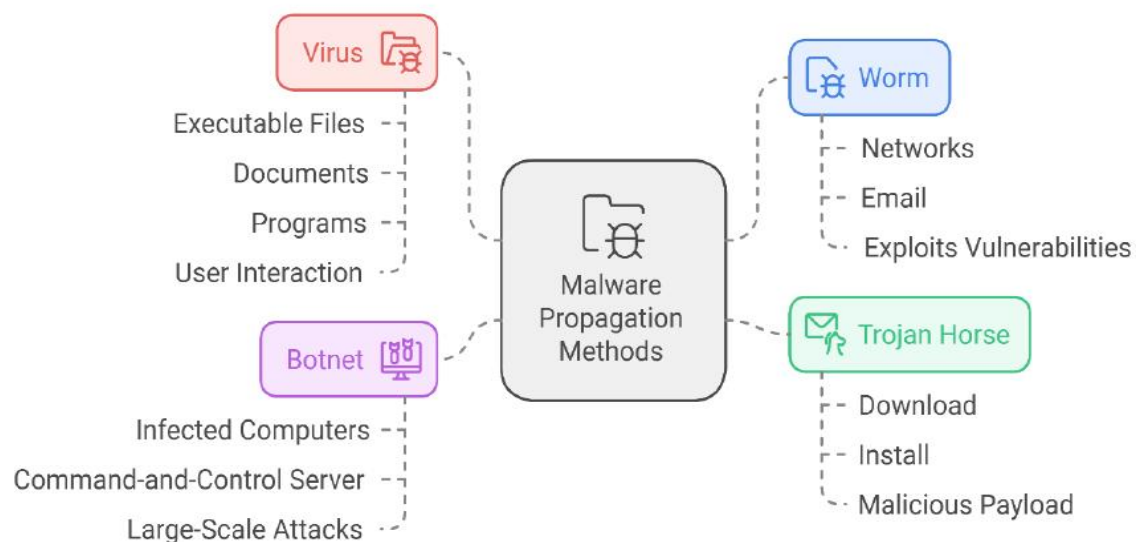 Virus
Executable Files
Documents
Programs
User Interaction
Botnet
Infected Computers
Command-and-Control Server
Large-Scale Attacks
Malware
Propagation
Methods
Worm
Networks
Email
Exploits Vulnerabilities
Trojan Horse
Download
Install
Malicious Payload